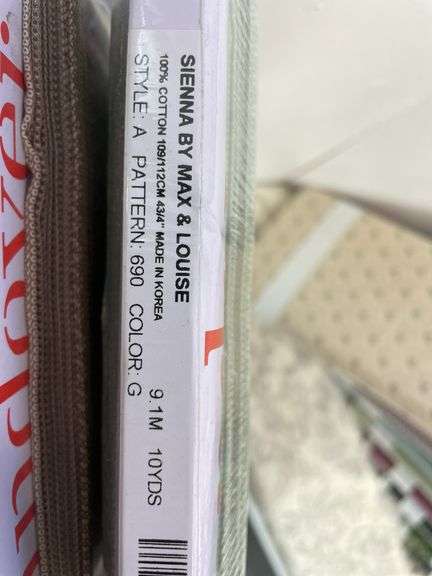 SIENNA BY MAX & LOUISE
100% COTTON 109/112CM 43/4" MADE IN KOREA 9.1M 10YDS
STYLE: A PATTERN: 690 COLOR: G